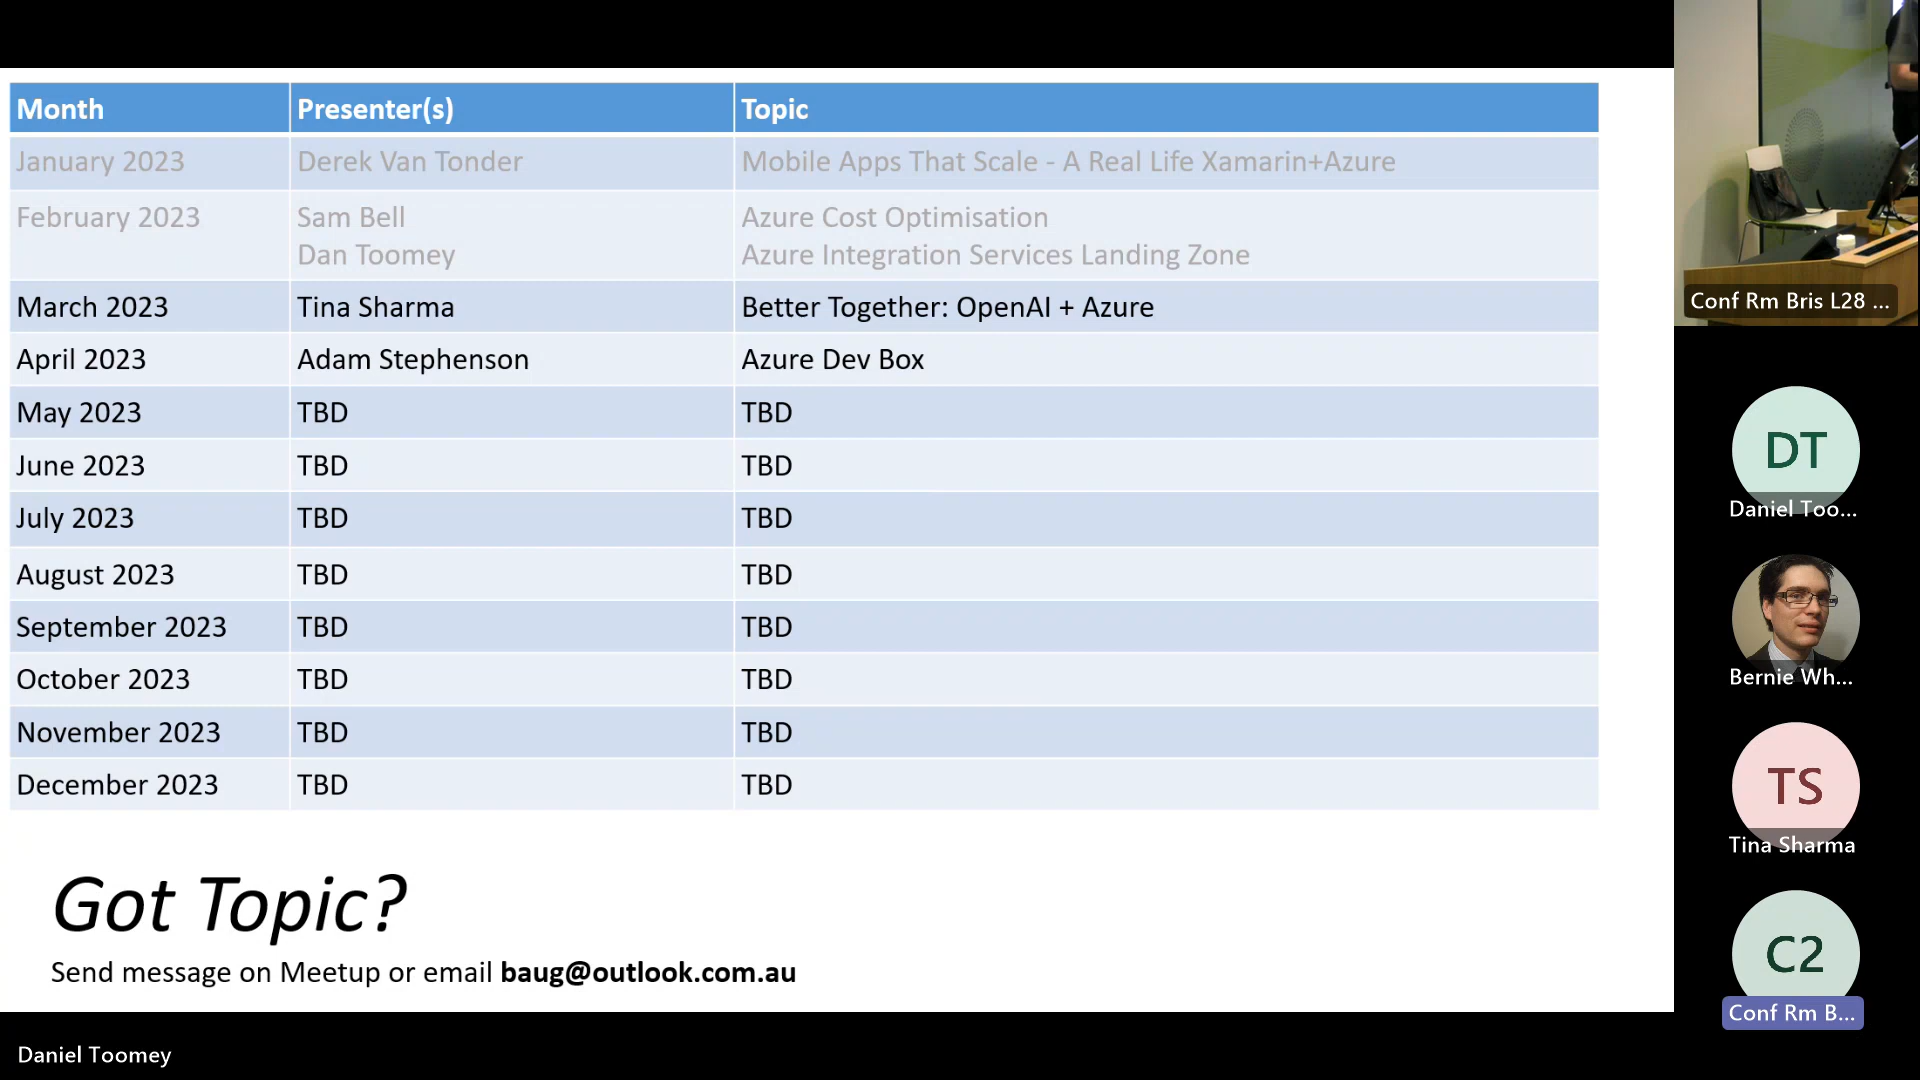 Month Presenter(s) Topic
January 2023 Derek Van Tonder Mobile Apps That Scale - A Real Life Xamarin+Azure
February 2023 Sam Bell Azure Cost Optimisation
Dan Toomey Azure Integration Services Landing Zone
March 2023 Tina Sharma Better Together: OpenAI + Azure
April 2023 Adam Stephenson Azure Dev Box
May 2023 TBD TBD
June 2023 TBD TBD
July 2023 TBD TBD
August 2023 TBD TBD
September 2023 TBD TBD
October 2023 TBD TBD
November 2023 TBD TBD
December 2023 TBD TBD
Got Topic?
Send message on Meetup or email baug@outlook.com.au
Daniel Toomey
Conf Rm Bris L28 ...
DT
Daniel Too...
Bernie Wh...
TS
Tina Sharma
C2
Conf Rm B...